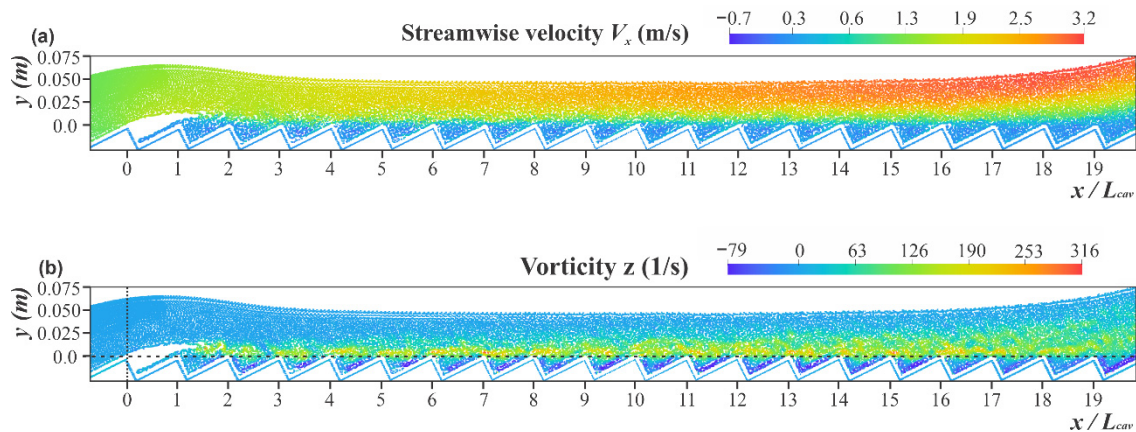 (a) Streamwise velocity Vₓ (m/s) −0.7 0.3 0.6 1.3 1.9 2.5 3.2
y (m)
0.075
0.050
0.025
0.0
0 1 2 3 4 5 6 7 8 9 10 11 12 13 14 15 16 17 18 19
x / L_cav
(b) Vorticity z (1/s) −79 0 63 126 190 253 316
y (m)
0.075
0.050
0.025
0.0
0 1 2 3 4 5 6 7 8 9 10 11 12 13 14 15 16 17 18 19
x / L_cav